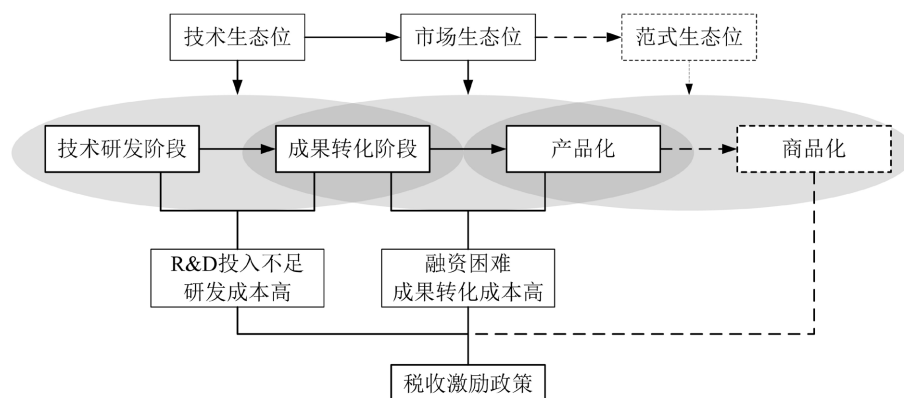 技术生态位
市场生态位
范式生态位
技术研发阶段
成果转化阶段
产品化
商品化
R&D投入不足
研发成本高
融资困难
成果转化成本高
税收激励政策